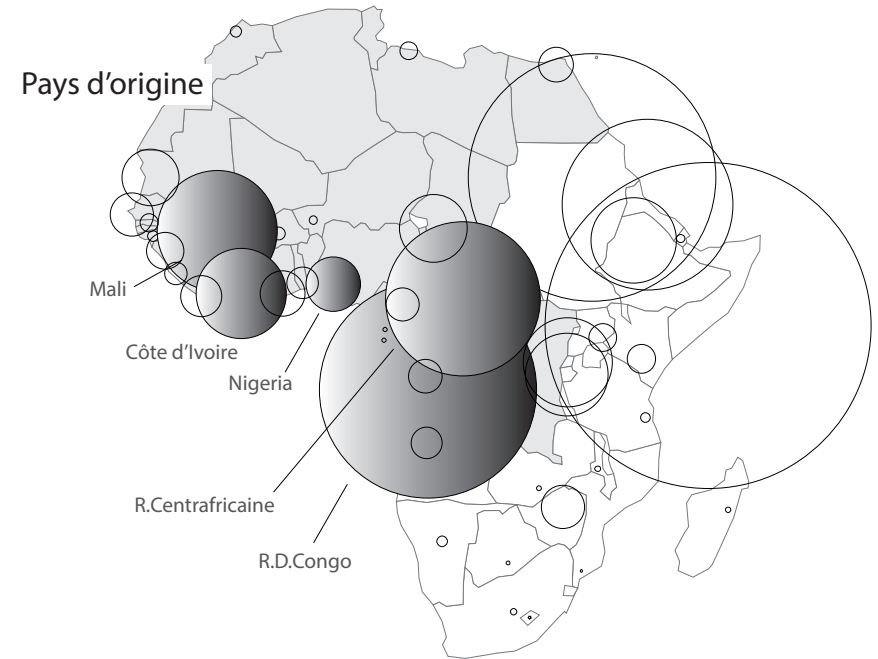 Pays d’origine
Mali
Côte d’Ivoire
Nigeria
R.Centrafricaine
R.D.Congo